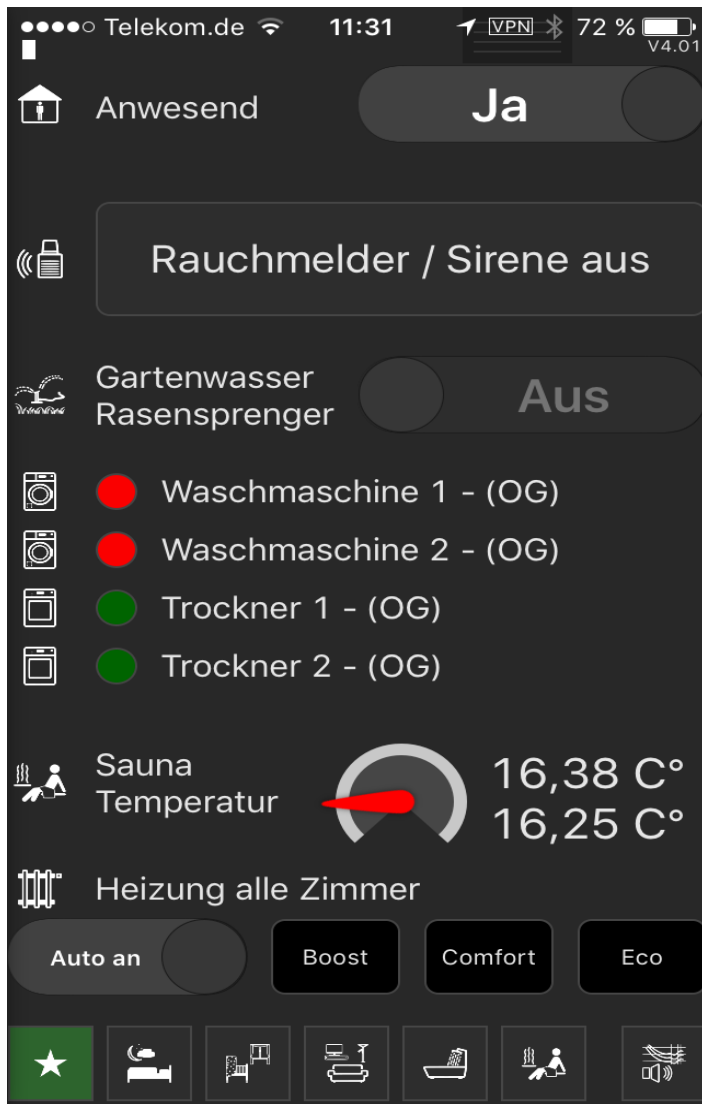 Telekom.de 11:31 VPN 72 %
V4.01
Anwesend Ja
Rauchmelder / Sirene aus
Gartenwasser
Rasensprenger Aus
Waschmaschine 1 - (OG)
Waschmaschine 2 - (OG)
Trockner 1 - (OG)
Trockner 2 - (OG)
Sauna
Temperatur
16,38 C°
16,25 C°
Heizung alle Zimmer
Auto an Boost Comfort Eco